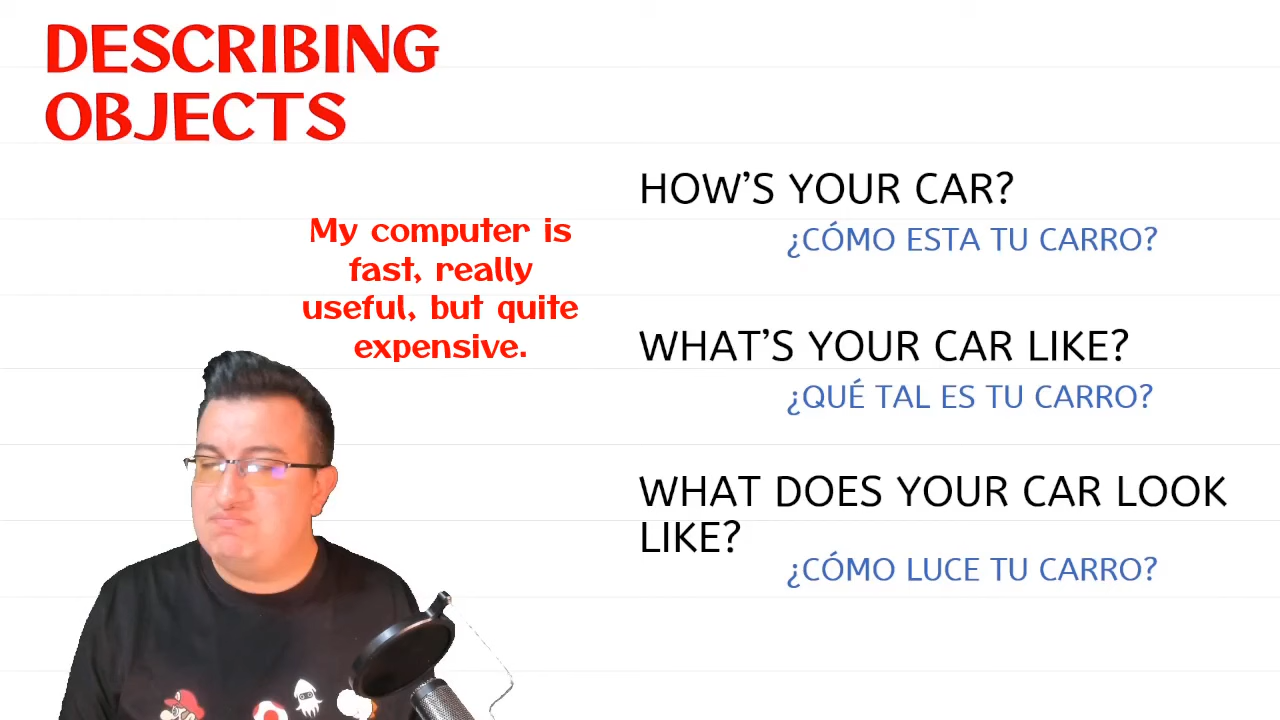 DESCRIBING
OBJECTS
My computer is
fast, really
useful, but quite
expensive.
HOW’S YOUR CAR?
¿CÓMO ESTA TU CARRO?
WHAT’S YOUR CAR LIKE?
¿QUÉ TAL ES TU CARRO?
WHAT DOES YOUR CAR LOOK
LIKE?
¿CÓMO LUCE TU CARRO?